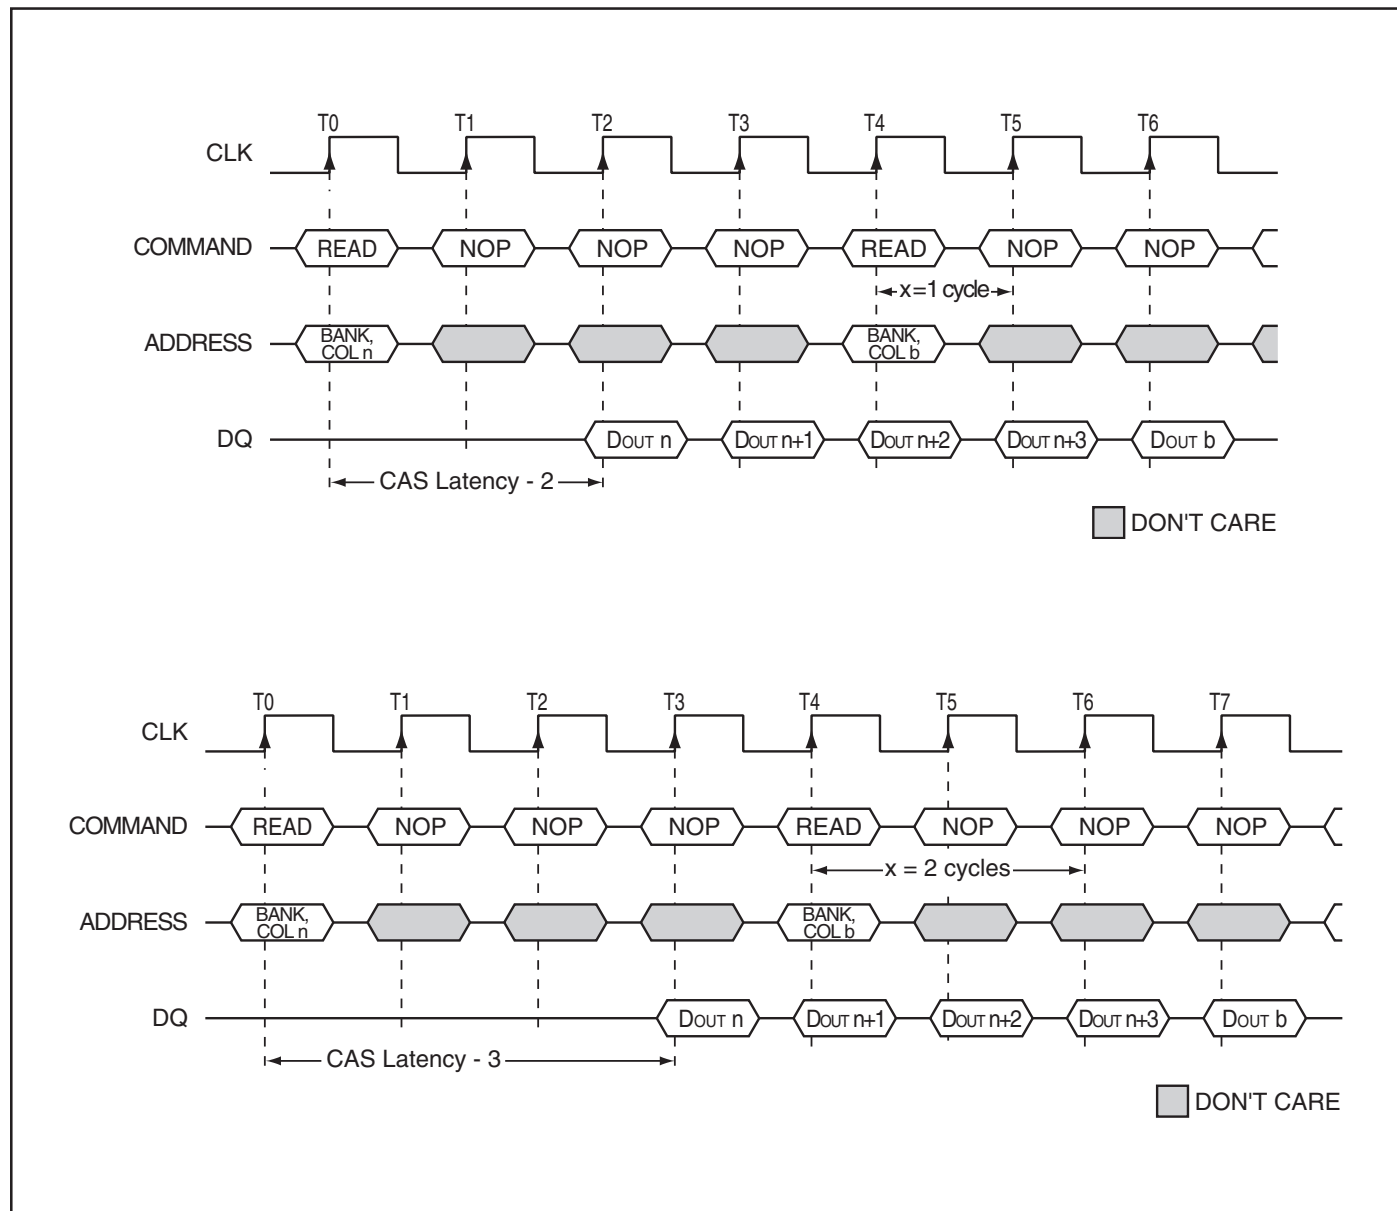 T0 T1 T2 T3 T4 T5 T6
CLK
COMMAND READ NOP NOP NOP READ NOP NOP
x=1 cycle
ADDRESS BANK, COL n BANK, COL b
DQ DOUT n DOUT n+1 DOUT n+2 DOUT n+3 DOUT b
CAS Latency - 2
DON'T CARE
T0 T1 T2 T3 T4 T5 T6 T7
CLK
COMMAND READ NOP NOP NOP READ NOP NOP NOP
x = 2 cycles
ADDRESS BANK, COL n BANK, COL b
DQ DOUT n DOUT n+1 DOUT n+2 DOUT n+3 DOUT b
CAS Latency - 3
DON'T CARE